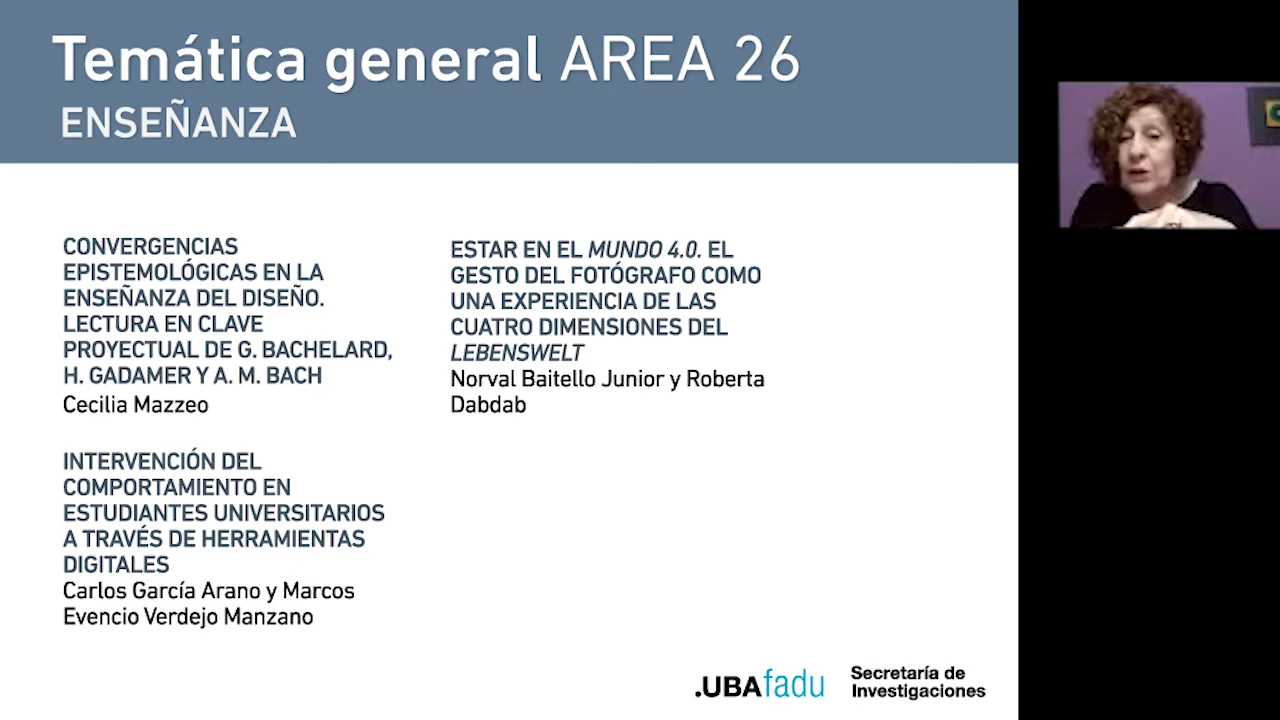 Temática general AREA 26
ENSEÑANZA
CONVERGENCIAS
EPISTEMOLÓGICAS EN LA
ENSEÑANZA DEL DISEÑO.
LECTURA EN CLAVE
PROYECTUAL DE G. BACHELARD,
H. GADAMER Y A. M. BACH
Cecilia Mazzeo
INTERVENCIÓN DEL
COMPORTAMIENTO EN
ESTUDIANTES UNIVERSITARIOS
A TRAVÉS DE HERRAMIENTAS
DIGITALES
Carlos García Arano y Marcos
Evencio Verdejo Manzano
ESTAR EN EL MUNDO 4.0. EL
GESTO DEL FOTÓGRAFO COMO
UNA EXPERIENCIA DE LAS
CUATRO DIMENSIONES DEL
LEBENSWELT
Norval Baitello Junior y Roberta
Dabdab
.UBAfadu
Secretaría de
Investigaciones